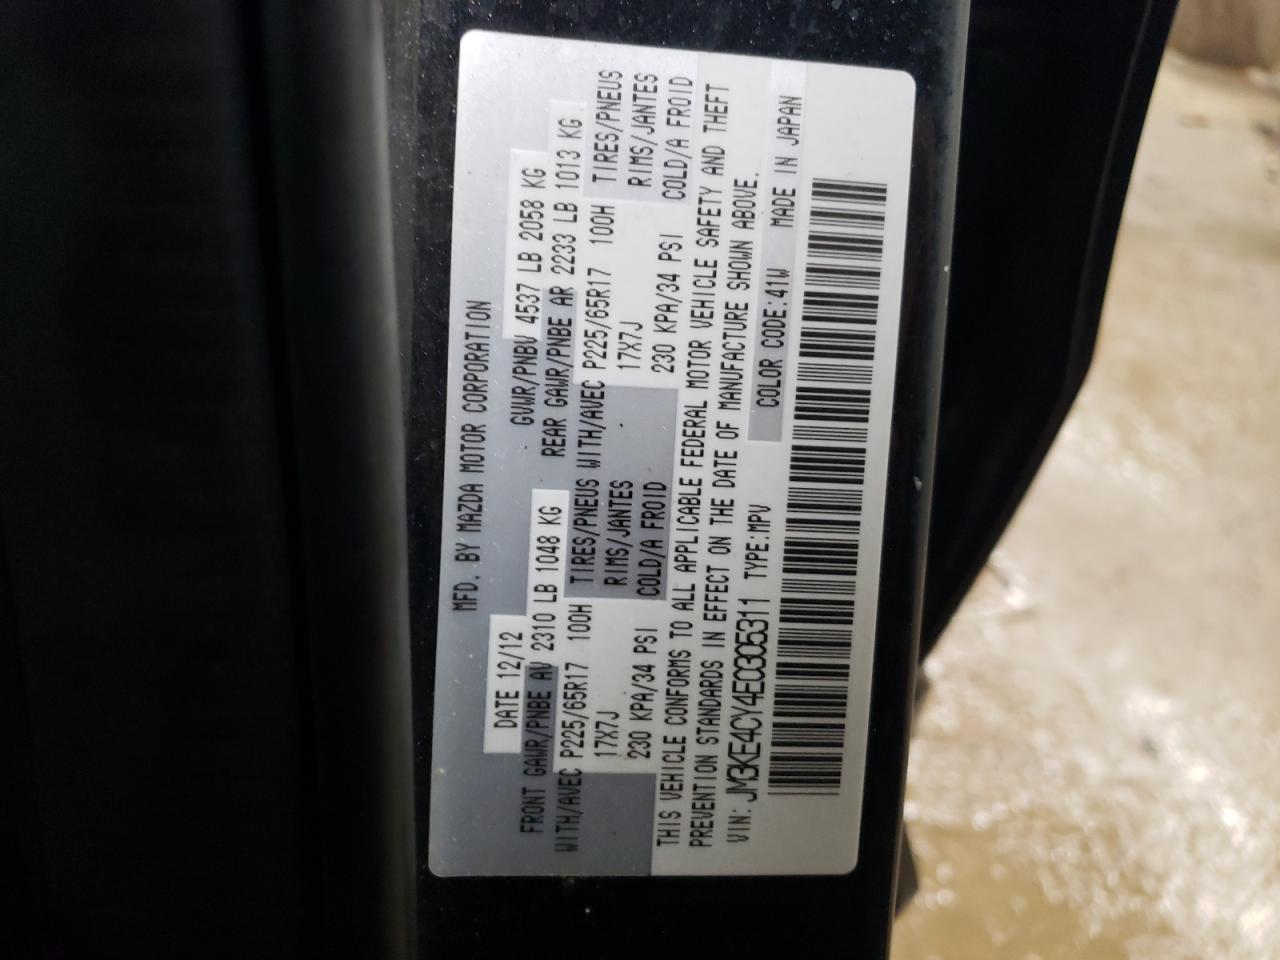 MFD. BY MAZDA MOTOR CORPORATION
DATE 12/12 GVWR/PNBV 4537 LB 2058 KG
FRONT GAWR/PNBE AV 2310 LB 1048 KG REAR GAWR/PNBE AR 2233 LB 1013 KG
WITH/AVEC P225/65R17 100H TIRES/PNEUS WITH/AVEC P225/65R17 100H TIRES/PNEUS
17X7J RIMS/JANTES 17X7J RIMS/JANTES
230 KPA/34 PSI COLD/A FROID 230 KPA/34 PSI COLD/A FROID
THIS VEHICLE CONFORMS TO ALL APPLICABLE FEDERAL MOTOR VEHICLE SAFETY AND THEFT
PREVENTION STANDARDS IN EFFECT ON THE DATE OF MANUFACTURE SHOWN ABOVE.
VIN: JM3KE4CY4E0305311 TYPE:MPV COLOR CODE:41W MADE IN JAPAN